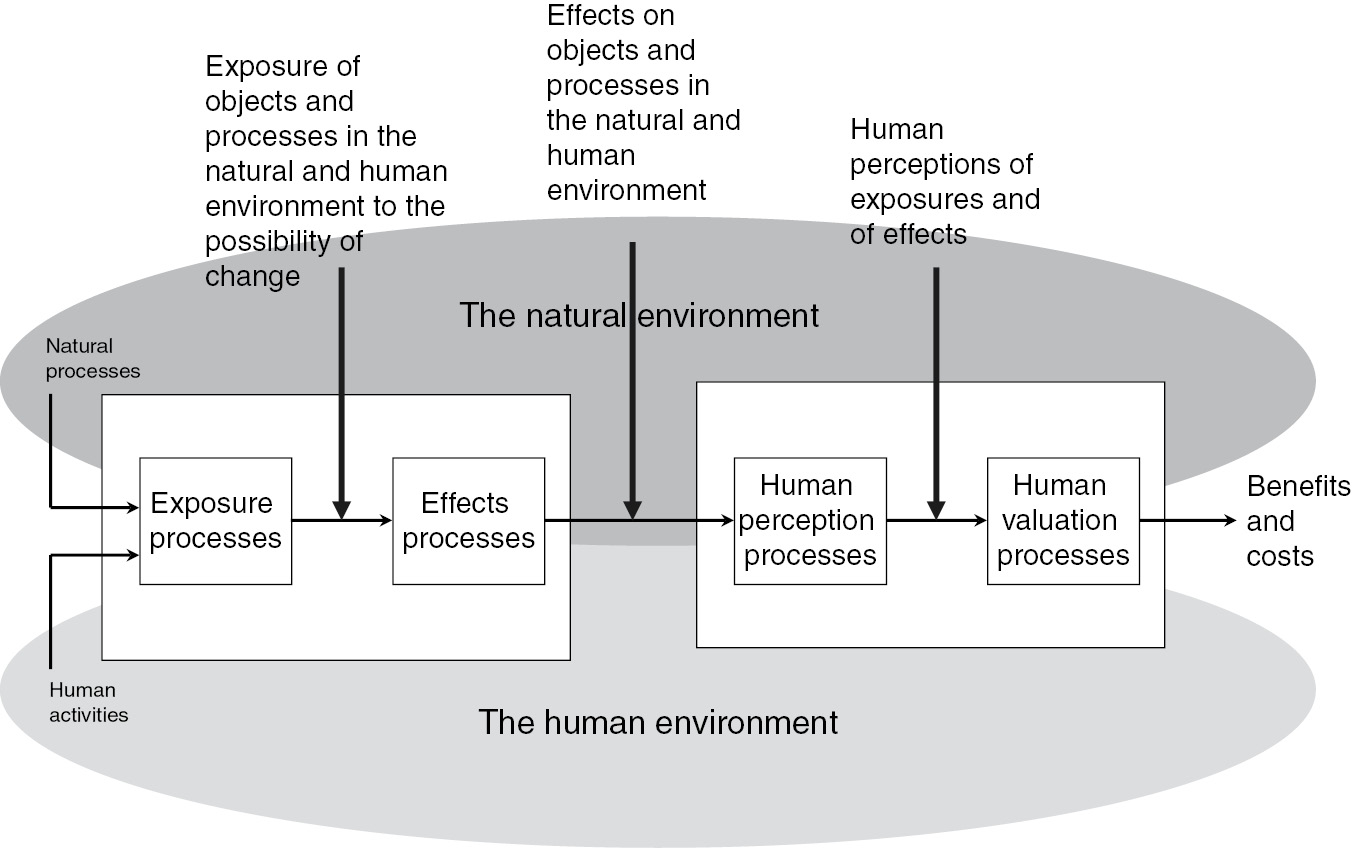 Effects on
objects and
processes in
the natural and
human
environment
Exposure of
objects and
processes in the
natural and human
environment to the
possibility of
change
Human
perceptions of
exposures and
of effects
The natural environment
Natural
processes
Exposure
processes
Effects
processes
Human
perception
processes
Human
valuation
processes
Benefits
and
costs
Human
activities
The human environment